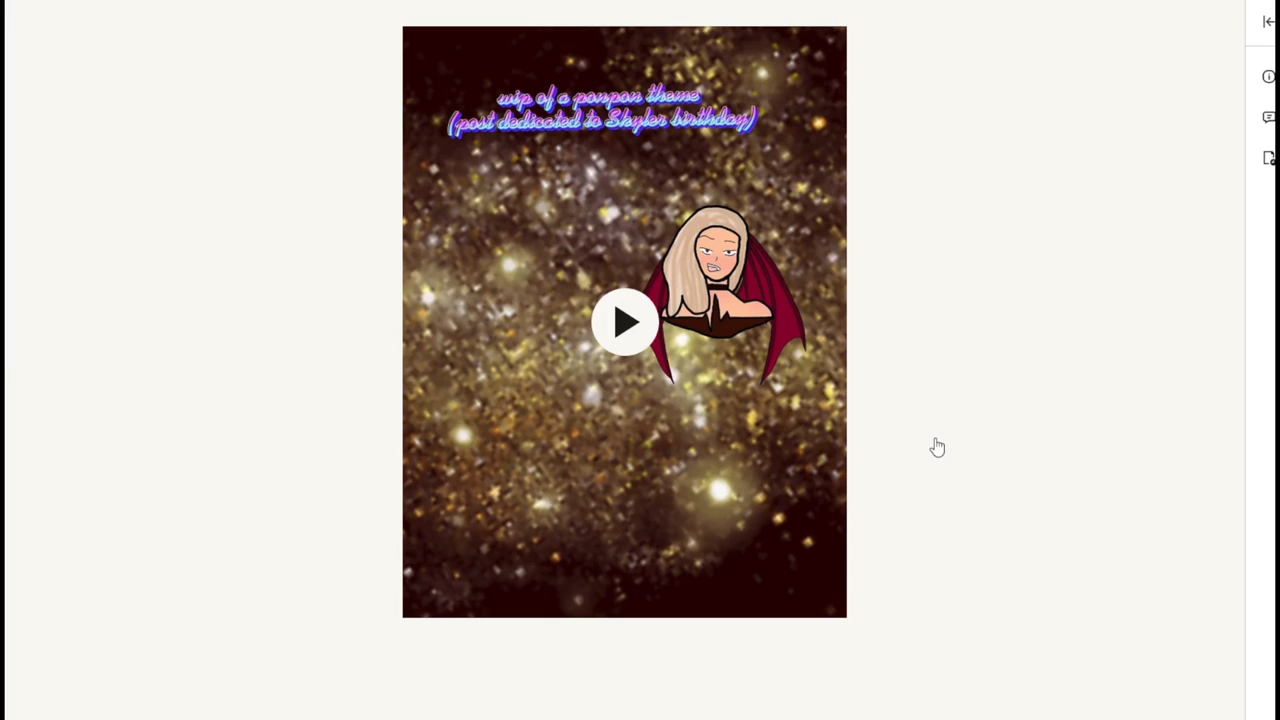 wip of a ponpon theme
(post dedicated to Skyler birthday)